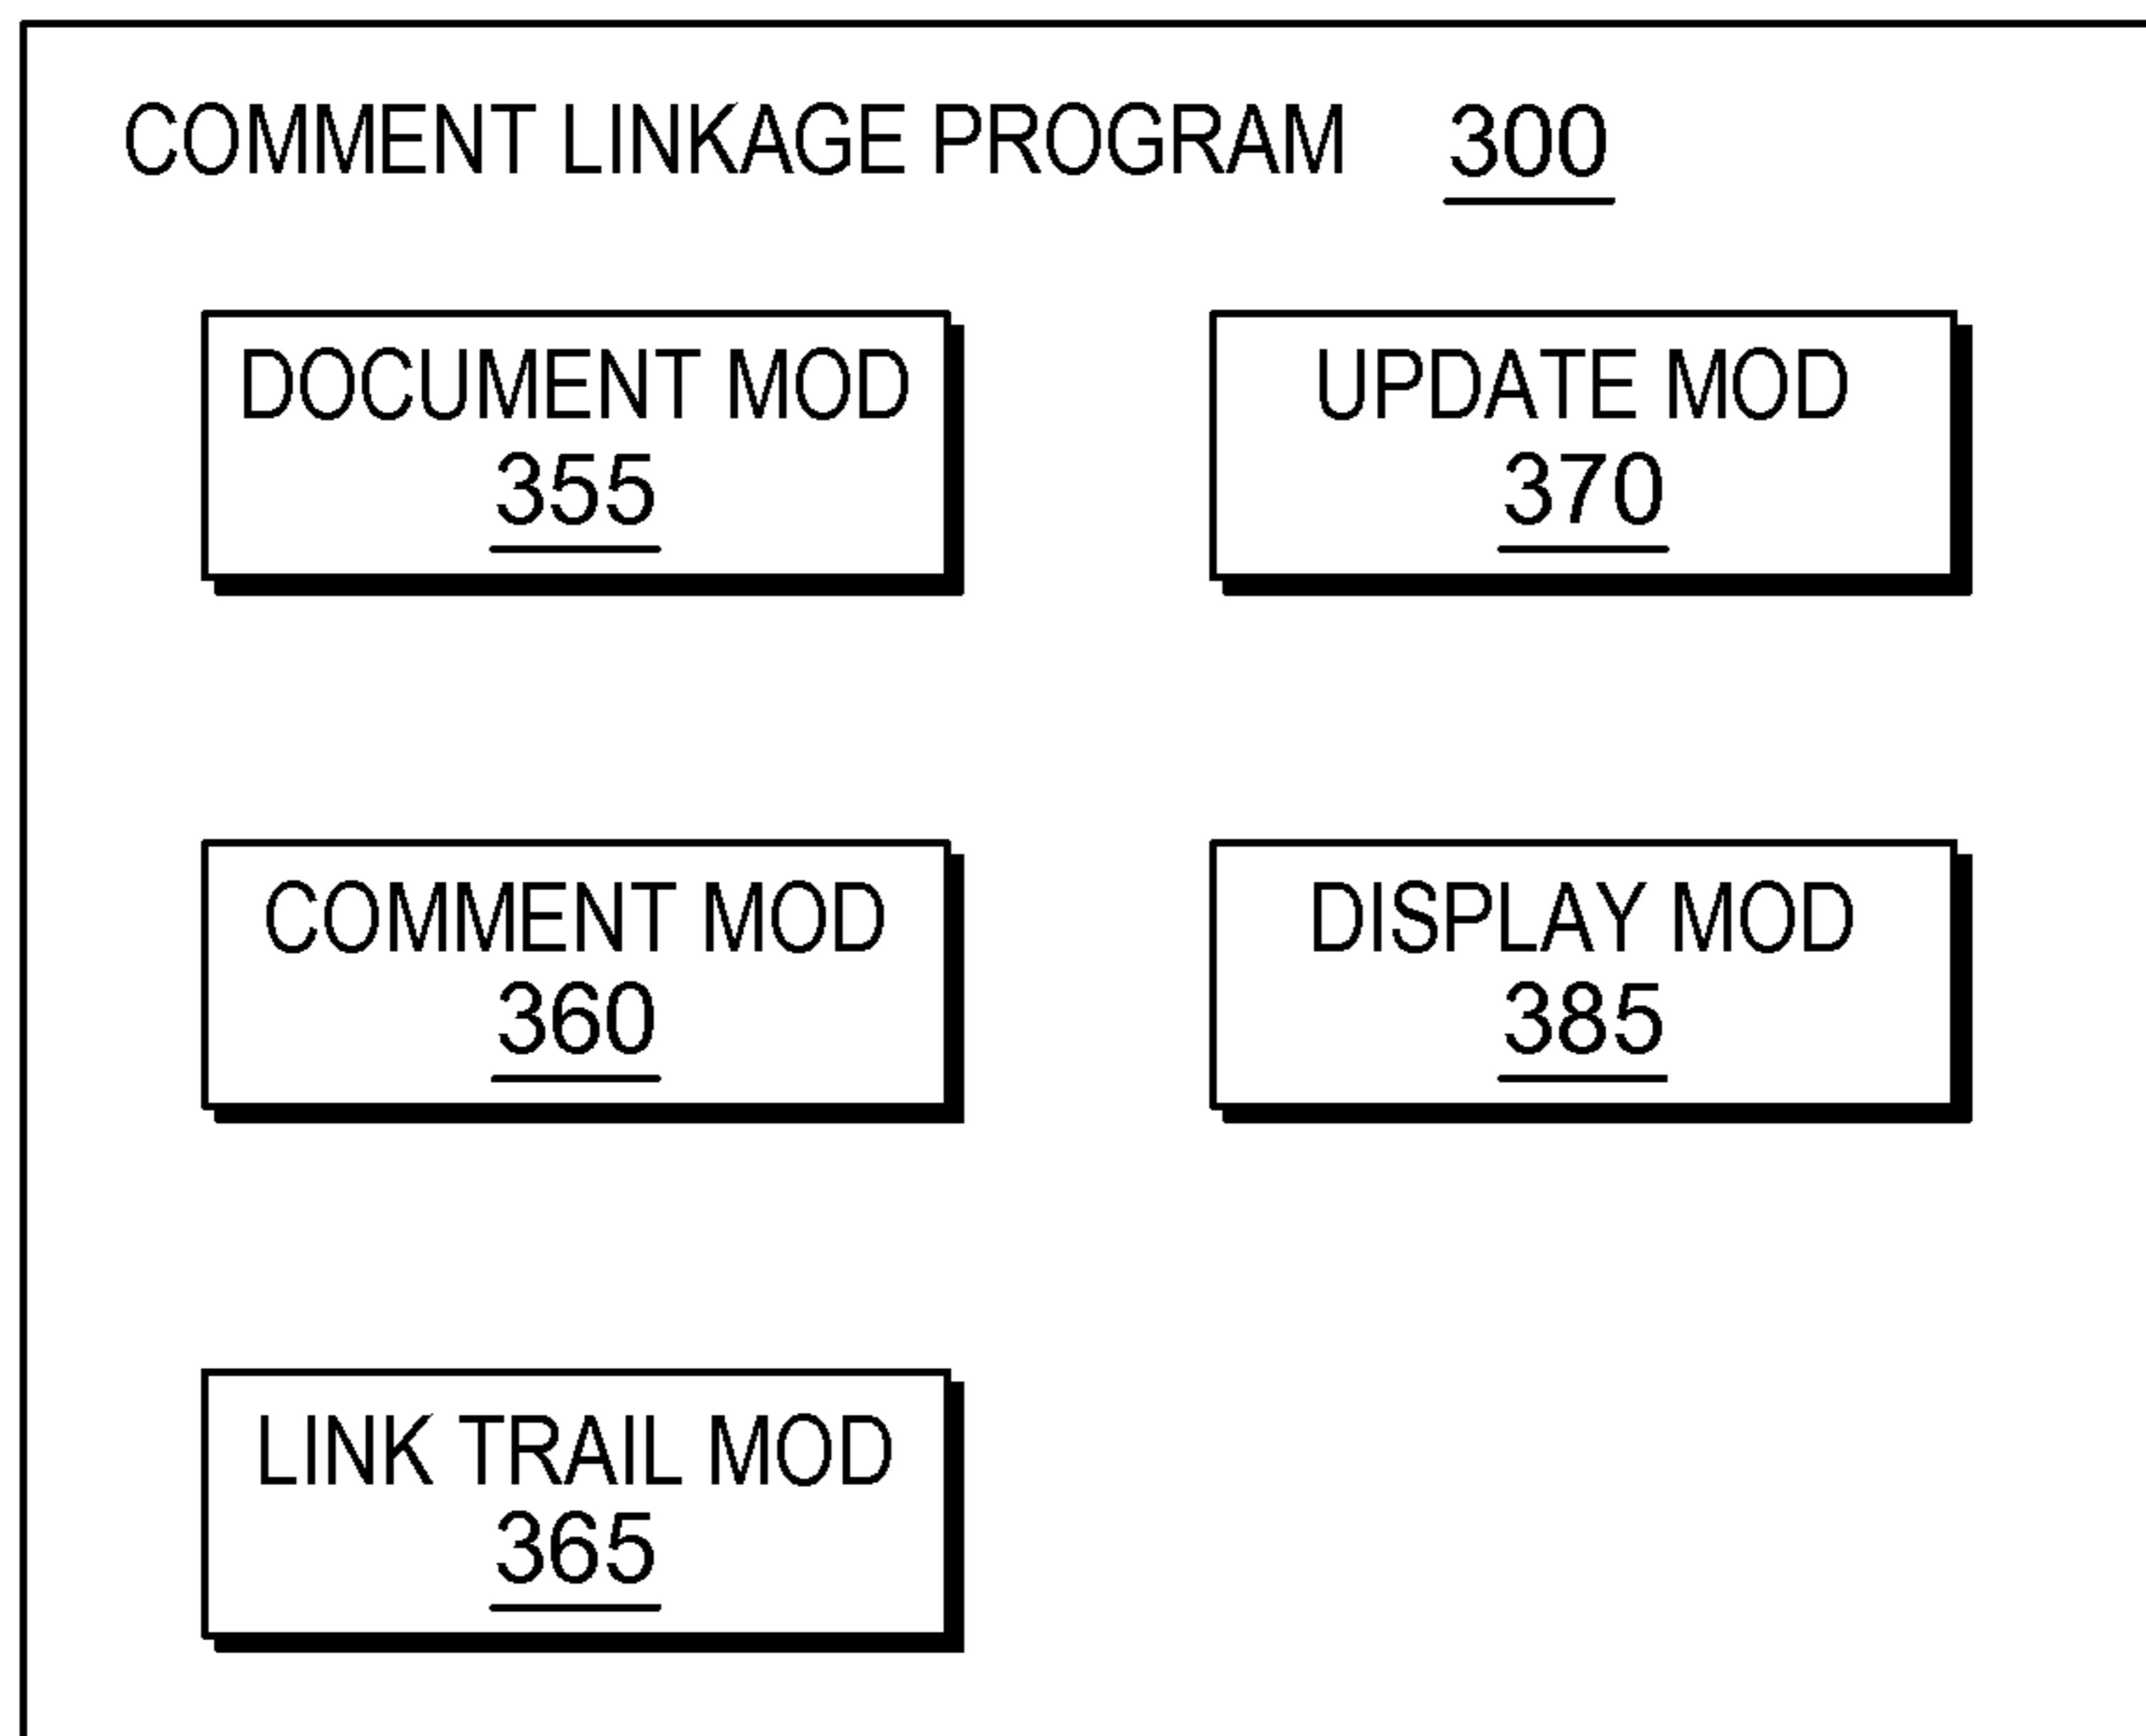 COMMENT LINKAGE PROGRAM 300
DOCUMENT MOD
355
UPDATE MOD
370
COMMENT MOD
360
DISPLAY MOD
385
LINK TRAIL MOD
365